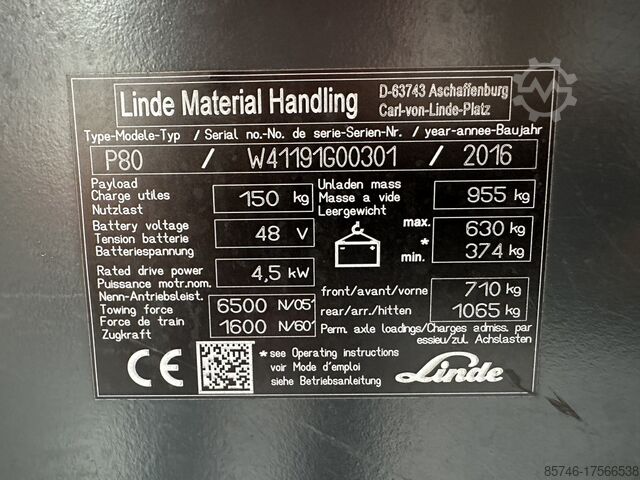 Linde Material Handling
D-63743 Aschaffenburg
Carl-von-Linde-Platz
Type-Modele-Typ / Serial no.-No. de serie-Serien-Nr. / year-annee-Baujahr
P80 / W41191G00301 / 2016
Payload
Charge utiles 150 kg
Nutzlast
Unladen mass
Masse a vide 955 kg
Leergewicht
Battery voltage
Tension batterie 48 V
Batteriespannung
max. 630 kg
* min. 374 kg
Rated drive power
Puissance motr.nom. 4,5 kW
Nenn-Antriebsleist.
front/avant/vorne 710 kg
rear/arr./hitten 1065 kg
Towing force 6500 N/05'
Force de train 1600 N/60'
Zugkraft
Perm. axle loadings/Charges admiss. par
essieu/zul. Achslasten
CE
*see Operating instructions
voir Mode d'emploi
siehe Betriebsanleitung
Linde
85746-17566538